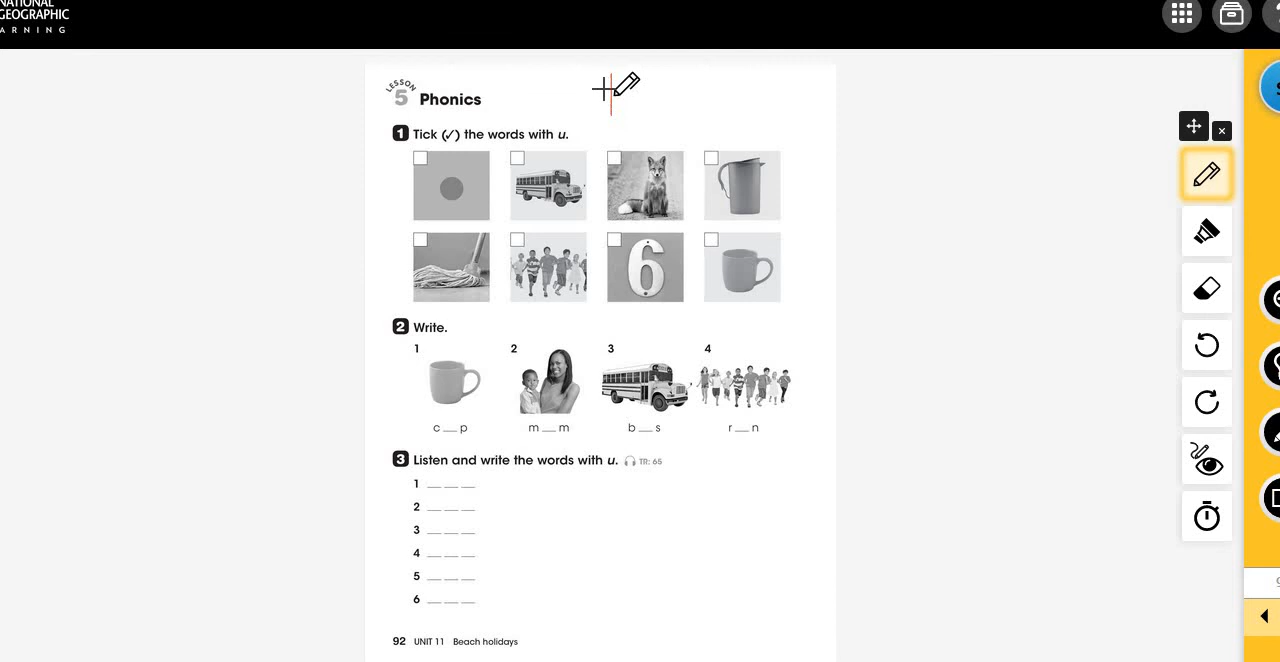 NATIONAL
GEOGRAPHIC
LESSON
5 Phonics
1 Tick (✓) the words with u.
6
2 Write.
1 2 3 4
c __ p m __ m b __ s r __ n
3 Listen and write the words with u. TR: 65
1 __ __ __
2 __ __ __
3 __ __ __
4 __ __ __
5 __ __ __
6 __ __ __
92 UNIT 11 Beach holidays